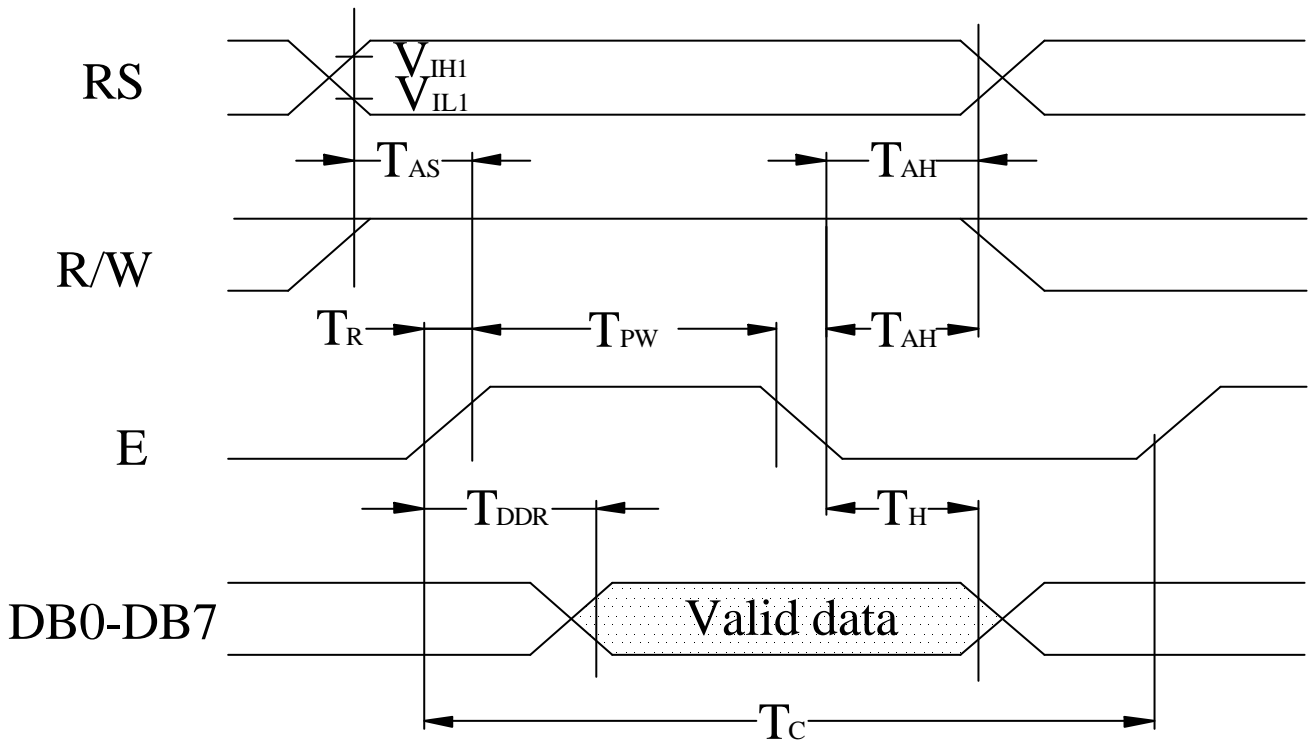 RS
VIH1
VIL1
TAS
TAH
R/W
TR
TPW
TAH
E
TDDR
TH
DB0-DB7
Valid data
TC